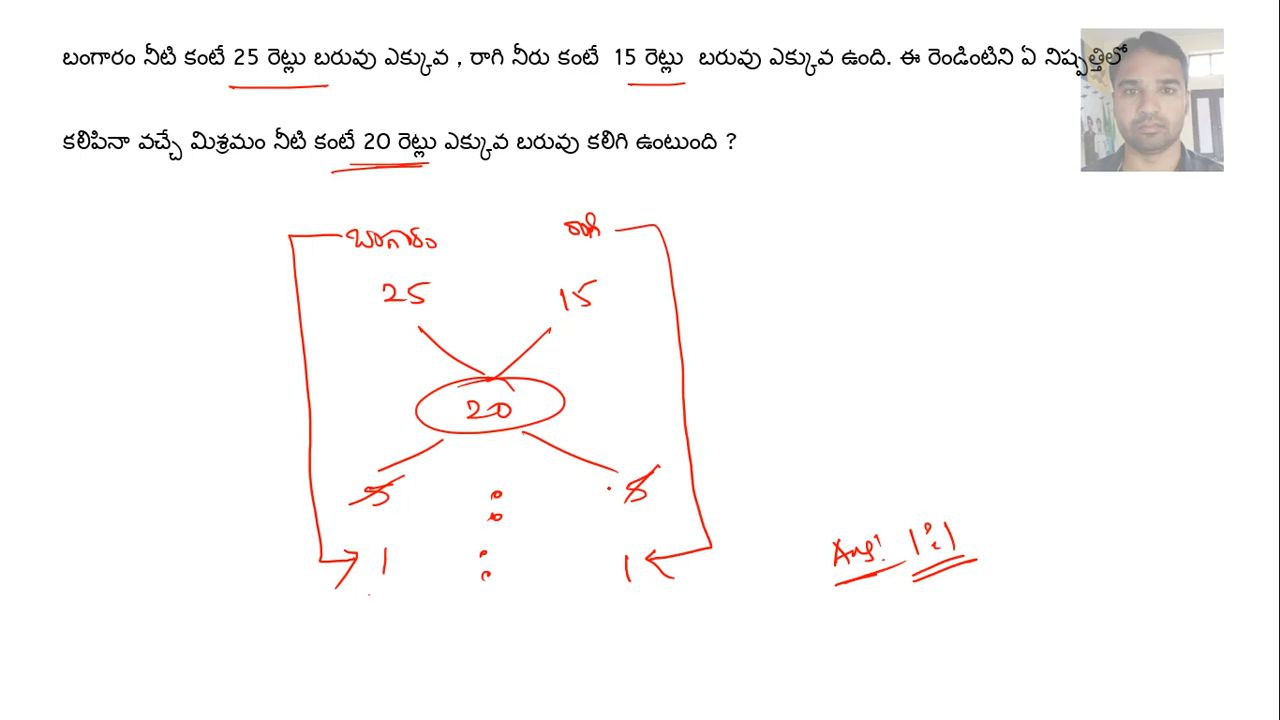 బంగారం నీటి కంటే 25 రెట్లు బరువు ఎక్కువ , రాగి నీరు కంటే 15 రెట్లు బరువు ఎక్కువ ఉంది. ఈ రెండింటిని ఏ నిష్పత్తిలో
కలిపినా వచ్చే మిశ్రమం నీటి కంటే 20 రెట్లు ఎక్కువ బరువు కలిగి ఉంటుంది ?
బంగారం రాగి
25 15
20
5 : 5
1 : 1
Ans: 1:1